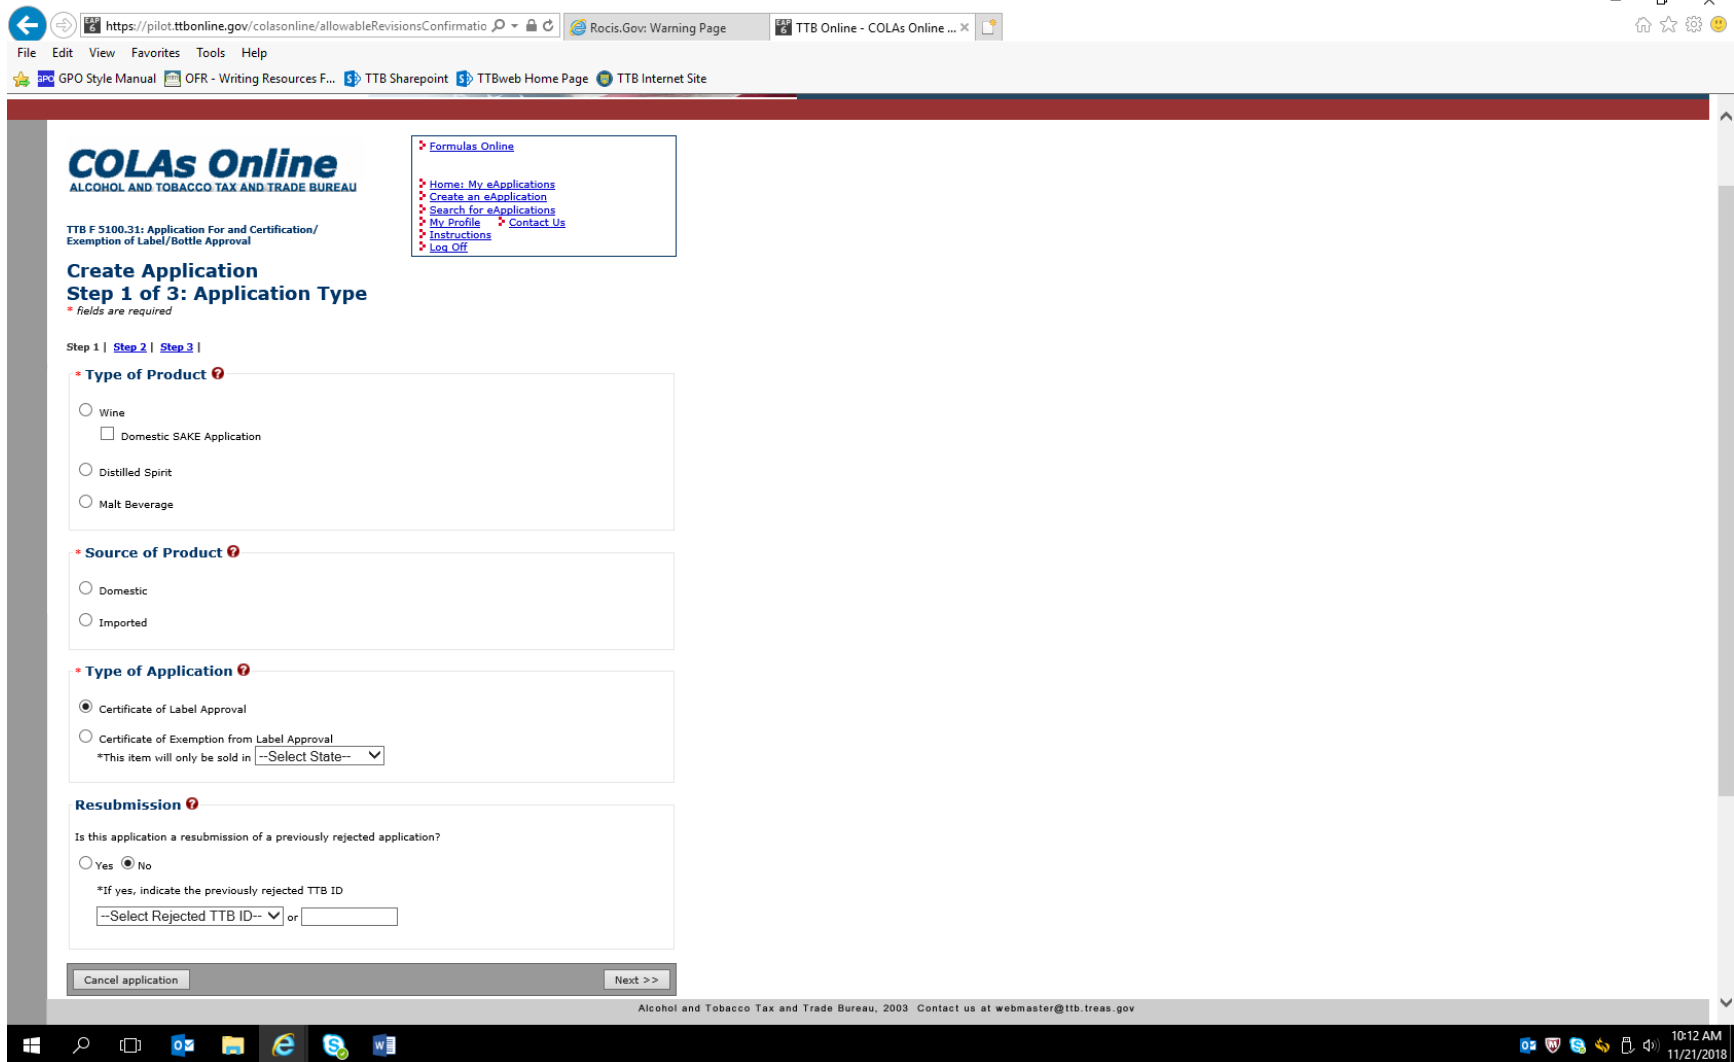 https://pilot.ttbonline.gov/colasonline/allowableRevisionsConfirmatio
Rocis.Gov: Warning Page
TTB Online - COLAs Online ...
File Edit View Favorites Tools Help
GPO GPO Style Manual OFR - Writing Resources F... TTB Sharepoint TTBweb Home Page TTB Internet Site
COLAs Online
ALCOHOL AND TOBACCO TAX AND TRADE BUREAU
Formulas Online
Home: My eApplications
Create an eApplication
Search for eApplications
My Profile Contact Us
Instructions
Log Off
TTB F 5100.31: Application For and Certification/
Exemption of Label/Bottle Approval
Create Application
Step 1 of 3: Application Type
* fields are required
Step 1 | Step 2 | Step 3 |
* Type of Product ?
Wine
Domestic SAKE Application
Distilled Spirit
Malt Beverage
* Source of Product ?
Domestic
Imported
* Type of Application ?
Certificate of Label Approval
Certificate of Exemption from Label Approval
*This item will only be sold in --Select State--
Resubmission ?
Is this application a resubmission of a previously rejected application?
Yes No
*If yes, indicate the previously rejected TTB ID
--Select Rejected TTB ID-- or
Cancel application Next >>
Alcohol and Tobacco Tax and Trade Bureau, 2003 Contact us at webmaster@ttb.treas.gov
10:12 AM
11/21/2018